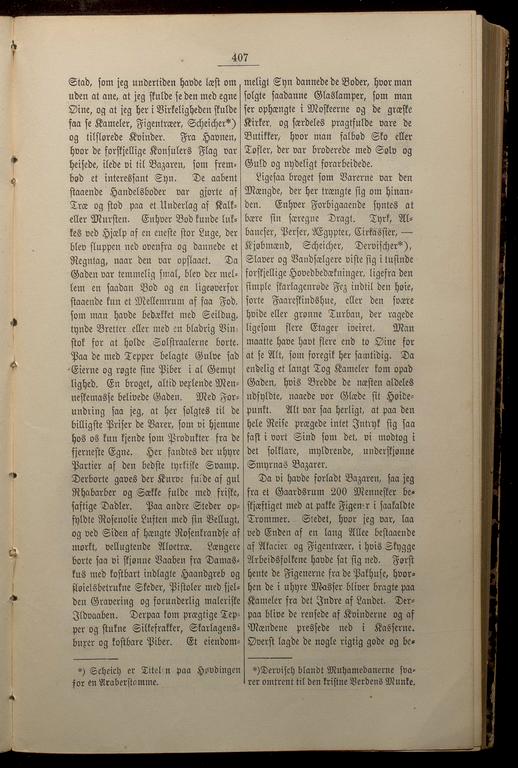 407
Stad, som jeg undertiden havde læst om,
uden at ane, at jeg skulde se den med egne
Øine, og at jeg her i Virkeligheden skulde
faa se Kameler, Figentræer, Scheicher*)
og tilslørede Kvinder. Fra Havnen,
hvor de forskjellige Konsulers Flag var
heisede, ilede vi til Bazaren, som frem-
bød et interessant Syn. De aabent
staaende Handelsboder var gjorte af
Træ og stod paa et Underlag af Kalk-
eller Mursten. Enhver Bod kunde luk-
kes ved Hjælp af en eneste stor Luge, der
blev sluppen ned ovenfra og dannede et
Regntag, naar den var opslaaet. Da
Gaden var temmelig smal, blev der mel-
lem en saadan Bod og en ligeoverfor
staaende kun et Mellemrum af faa Fod,
som man havde bedækket med Seildug,
tynde Bretter eller med en bladrig Vin-
stok for at holde Solstraalerne borte.
Paa de med Tepper belagte Gulve sad
Eierne og røgte sine Piber i al Gemyt
lighed. En broget, altid vexlende Men-
neskemasse belivede Gaden. Med For-
undring saa jeg, at her solgtes til de
billigste Priser de Varer, som vi hjemme
hos os kun kjende som Produkter fra de
fjerneste Egne. Her fandtes der uhyre
Partier af den bedste tyrkiske Svamp.
Derborte gaves der Kurve fulde af gul
Rhabarber og Sække fulde med friske,
saftige Dadler. Paa andre Steder op-
fyldte Rosenolie Luften med sin Vellugt,
og ved Siden af hængte Rosenkrandse af
mørkt, vellugtende Aloetræ. Længere
borte saa vi skjønne Vaaben fra Damas-
kus med kostbart indlagte Haandgreb og
fløielsbetrukne Skeder, Pistoler med sjel-
den Gravering og forunderlig maleriske
Ildvaaben. Derpaa kom prægtige Tep-
per og stukne Silkefrakker, Skarlagens-
buxer og kostbare Piber. Et eiendom-
*) Scheich er Titelen paa Høvdingen
for en Araberstamme.
meligt Syn dannede de Boder, hvor man
solgte saadanne Glaslamper, som man
ser ophængte i Moskeerne og de græske
Kirker, og særdeles pragtfulde vare de
Butikker, hvor man falbød Sko eller
Tøfler, der var broderede med Sølv og
Guld og nydeligt forarbeidede.
Ligesaa broget som Varerne var den
Mængde, der her trængte sig om hinan-
den. Enhver Forbigaaende syntes at
bære sin særegne Dragt. Tyrk, Al-
baneser, Perser, Ægypter, Cirkassier, —
Kjøbmænd, Scheicher, Dervischer*),
Slaver og Vandsælgere viste sig i tusinde
forskjellige Hovedbedækninger, ligefra den
simple skarlagenrøde Fez indtil den høie,
sorte Faareskindshue, eller den svære
hvide eller grønne Turban, der ragede
ligesom flere Etager iveiret. Man
maatte have havt flere end to Øine for
at se Alt, som foregik her samtidig. Da
endelig et langt Tog Kameler kom opad
Gaden, hvis Bredde de næsten aldeles
udfyldte, naaede vor Glæde sit Høide-
punkt. Alt var saa herligt, at paa den
hele Reise prægede intet Intryk sig saa
fast i vort Sind som det, vi modtog i
det folklare, myldrende, underskjønne
Smyrnas Bazarer.
Da vi havde forladt Bazaren, saa jeg
fra et Gaardsrum 200 Mennesker be-
skjæftiget med at pakke Figener i saakaldte
Trommer. Stedet, hvor jeg var, laa
ved Enden af en lang Allee bestaaende
af Akacier og Figentræer, i hvis Skygge
Arbeidsfolkene havde sat sig ned. Først
hente de Figenerne fra de Pakhuse, hvor-
hen de i uhyre Masser bliver bragte paa
Kameler fra det Indre af Landet. Der-
paa blive de rensede af Kvinderne og af
Mændene pressede ned i Kasserne.
Øverst lagde de nogle rigtig gode og be-
*) Dervisch blandt Muhamedanerne sva-
rer omtrent til den kristne Verdens Munke.